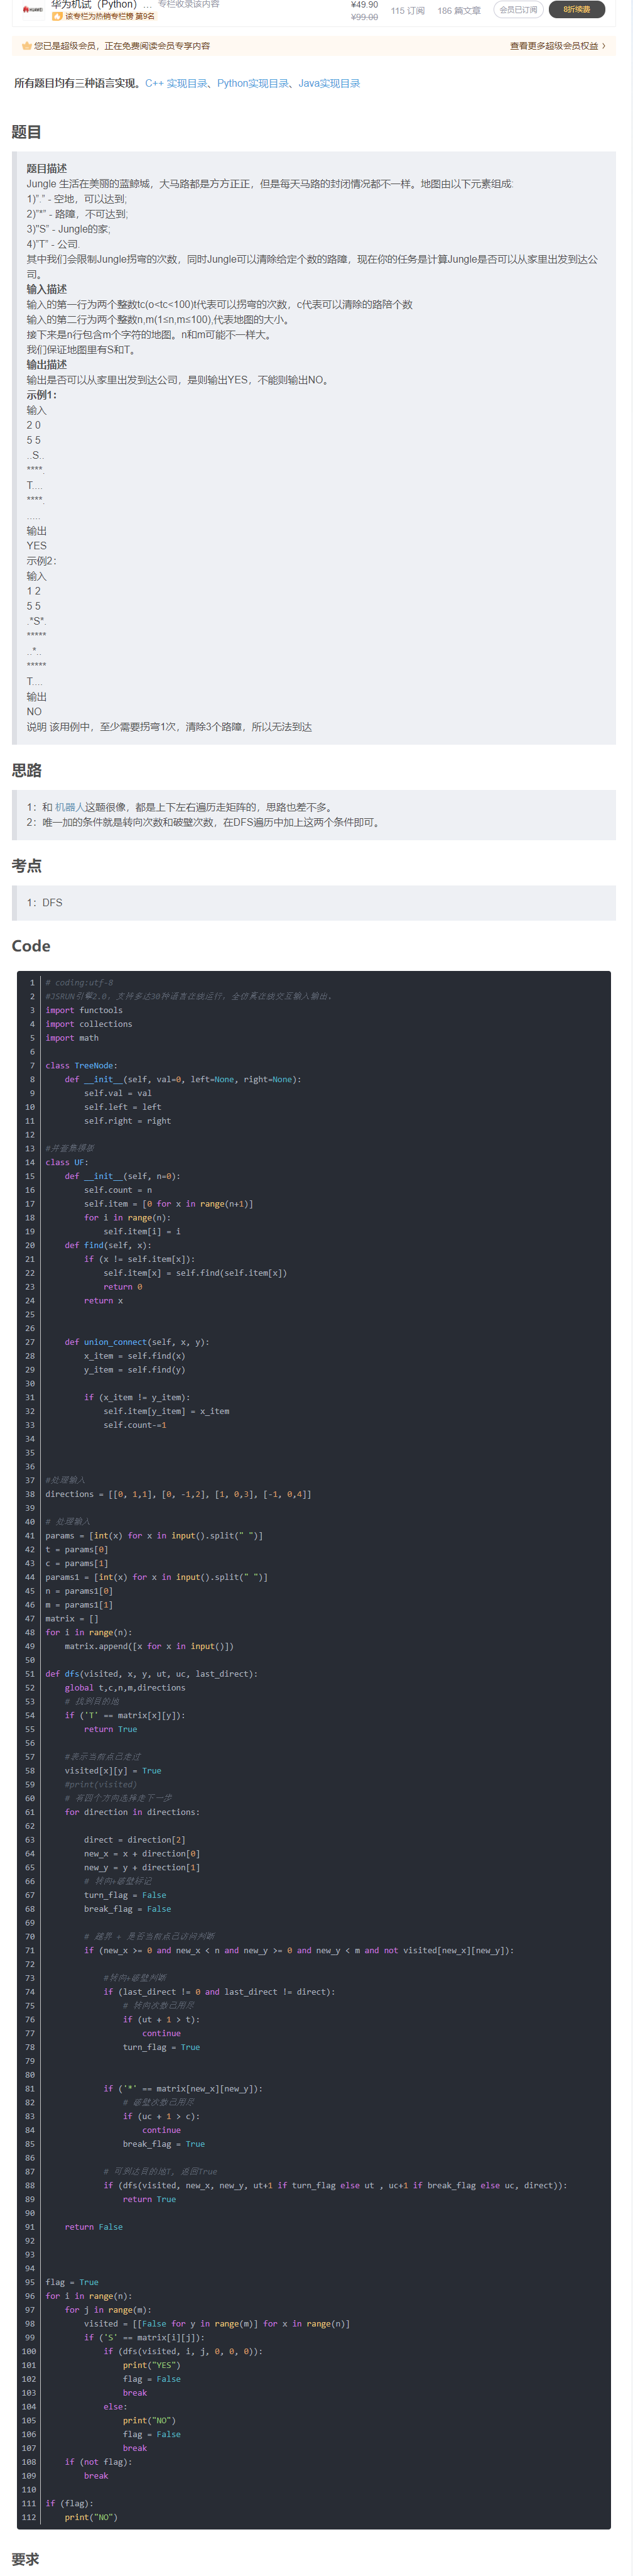 HUAWEI
华为机试（Python） ... 专栏收录该内容
该专栏为热销专栏榜 第9名
¥49.90
¥99.00
115 订阅
186 篇文章
会员已订阅
8折续费
您已是超级会员，正在免费阅读会员专享内容
查看更多超级会员权益 >
所有题目均有三种语言实现。C++ 实现目录、Python实现目录、Java实现目录
题目
题目描述
Jungle 生活在美丽的蓝鲸城，大马路都是方方正正，但是每天马路的封闭情况都不一样。地图由以下元素组成:
1)”.” - 空地，可以达到;
2)”*” - 路障，不可达到;
3)”S” - Jungle的家;
4)”T” - 公司.
其中我们会限制Jungle拐弯的次数，同时Jungle可以清除给定个数的路障，现在你的任务是计算Jungle是否可以从家里出发到达公
司。
输入描述
输入的第一行为两个整数tc(o<tc<100)t代表可以拐弯的次数，c代表可以清除的路陪个数
输入的第二行为两个整数n,m(1≤n,m≤100),代表地图的大小。
接下来是n行包含m个字符的地图。n和m可能不一样大。
我们保证地图里有S和T。
输出描述
输出是否可以从家里出发到达公司，是则输出YES，不能则输出NO。
示例1：
输入
2 0
5 5
..S..
****.
T....
****.
.....
输出
YES
示例2：
输入
1 2
5 5
.*S*.
*****
..*..
*****
T....
输出
NO
说明 该用例中，至少需要拐弯1次，清除3个路障，所以无法到达
思路
1：和 机器人这题很像，都是上下左右遍历走矩阵的，思路也差不多。
2：唯一加的条件就是转向次数和破壁次数，在DFS遍历中加上这两个条件即可。
考点
1：DFS
Code
1 # coding:utf-8
2 #JSRUN引擎2.0，支持多达30种语言在线运行，全仿真在线交互输入输出。
3 import functools
4 import collections
5 import math
6
7 class TreeNode:
8     def __init__(self, val=0, left=None, right=None):
9         self.val = val
10         self.left = left
11         self.right = right
12
13 #并查集模板
14 class UF:
15     def __init__(self, n=0):
16         self.count = n
17         self.item = [0 for x in range(n+1)]
18         for i in range(n):
19             self.item[i] = i
20     def find(self, x):
21         if (x != self.item[x]):
22             self.item[x] = self.find(self.item[x])
23             return 0
24         return x
25
26
27     def union_connect(self, x, y):
28         x_item = self.find(x)
29         y_item = self.find(y)
30
31         if (x_item != y_item):
32             self.item[y_item] = x_item
33             self.count-=1
34
35
36
37 #处理输入
38 directions = [[0, 1,1], [0, -1,2], [1, 0,3], [-1, 0,4]]
39
40 # 处理输入
41 params = [int(x) for x in input().split(" ")]
42 t = params[0]
43 c = params[1]
44 params1 = [int(x) for x in input().split(" ")]
45 n = params1[0]
46 m = params1[1]
47 matrix = []
48 for i in range(n):
49     matrix.append([x for x in input()])
50
51 def dfs(visited, x, y, ut, uc, last_direct):
52     global t,c,n,m,directions
53     # 找到目的地
54     if ('T' == matrix[x][y]):
55         return True
56
57     #表示当前点已走过
58     visited[x][y] = True
59     #print(visited)
60     # 有四个方向选择走下一步
61     for direction in directions:
62
63         direct = direction[2]
64         new_x = x + direction[0]
65         new_y = y + direction[1]
66         # 转向+破壁标记
67         turn_flag = False
68         break_flag = False
69
70         # 越界 + 是否当前点已访问判断
71         if (new_x >= 0 and new_x < n and new_y >= 0 and new_y < m and not visited[new_x][new_y]):
72
73             #转向+破壁判断
74             if (last_direct != 0 and last_direct != direct):
75                 # 转向次数已用尽
76                 if (ut + 1 > t):
77                     continue
78                 turn_flag = True
79
80
81             if ('*' == matrix[new_x][new_y]):
82                 # 破壁次数已用尽
83                 if (uc + 1 > c):
84                     continue
85                 break_flag = True
86
87             # 可到达目的地T, 返回True
88             if (dfs(visited, new_x, new_y, ut+1 if turn_flag else ut , uc+1 if break_flag else uc, direct)):
89                 return True
90
91     return False
92
93
94
95 flag = True
96 for i in range(n):
97     for j in range(m):
98         visited = [[False for y in range(m)] for x in range(n)]
99         if ('S' == matrix[i][j]):
100             if (dfs(visited, i, j, 0, 0, 0)):
101                 print("YES")
102                 flag = False
103                 break
104             else:
105                 print("NO")
106                 flag = False
107                 break
108     if (not flag):
109         break
110
111 if (flag):
112     print("NO")
要求